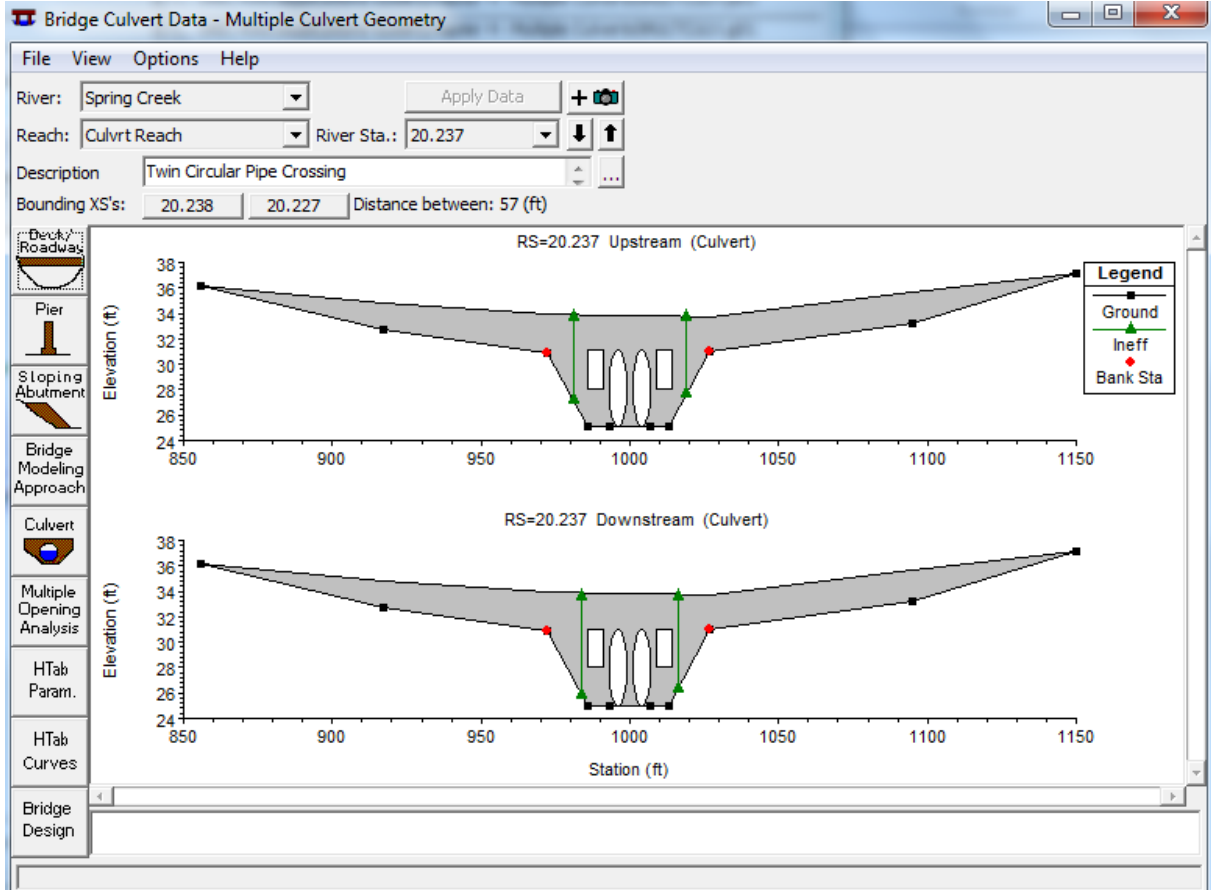 Bridge Culvert Data - Multiple Culvert Geometry
File View Options Help
River: Spring Creek Apply Data
Reach: Culvrt Reach River Sta.: 20.237
Description Twin Circular Pipe Crossing ...
Bounding XS's: 20.238 20.227 Distance between: 57 (ft)
Deck/
Roadway
Pier
Sloping
Abutment
Bridge
Modeling
Approach
Culvert
Multiple
Opening
Analysis
HTab
Param.
HTab
Curves
Bridge
Design
RS=20.237 Upstream (Culvert)
38
36
34
32
30
28
26
24
Elevation (ft)
850 900 950 1000 1050 1100 1150
Legend
Ground
Ineff
Bank Sta
RS=20.237 Downstream (Culvert)
38
36
34
32
30
28
26
24
Elevation (ft)
850 900 950 1000 1050 1100 1150
Station (ft)